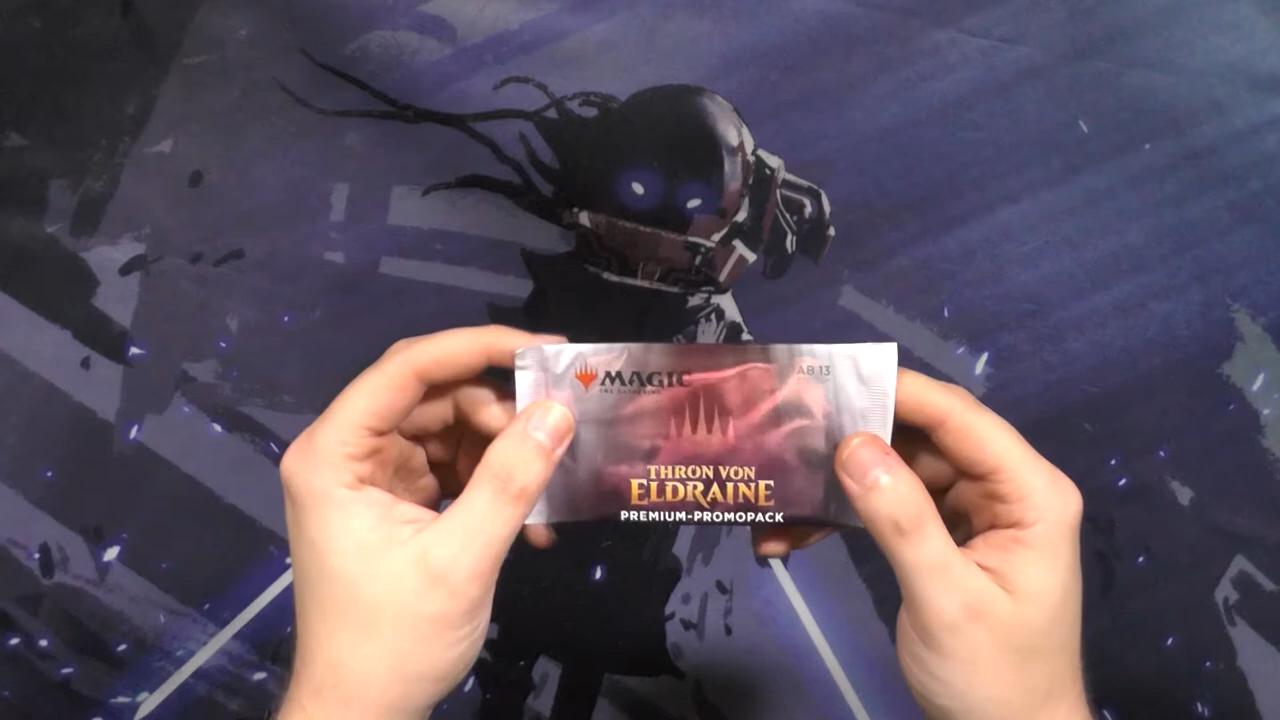 MAGIC
THE GATHERING
AB 13
THRON VON
ELDRAINE
PREMIUM-PROMOPACK